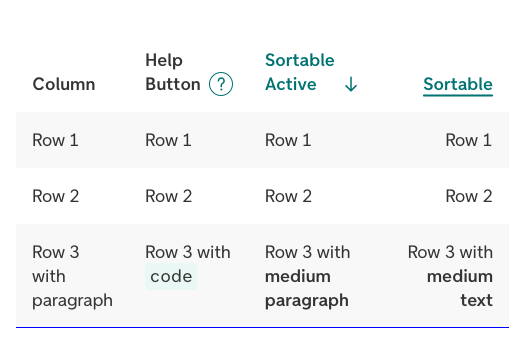 Help Sortable
Column Button ? Active ↓ Sortable
Row 1 Row 1 Row 1 Row 1
Row 2 Row 2 Row 2 Row 2
Row 3 Row 3 with Row 3 with Row 3 with
with code medium medium
paragraph paragraph text